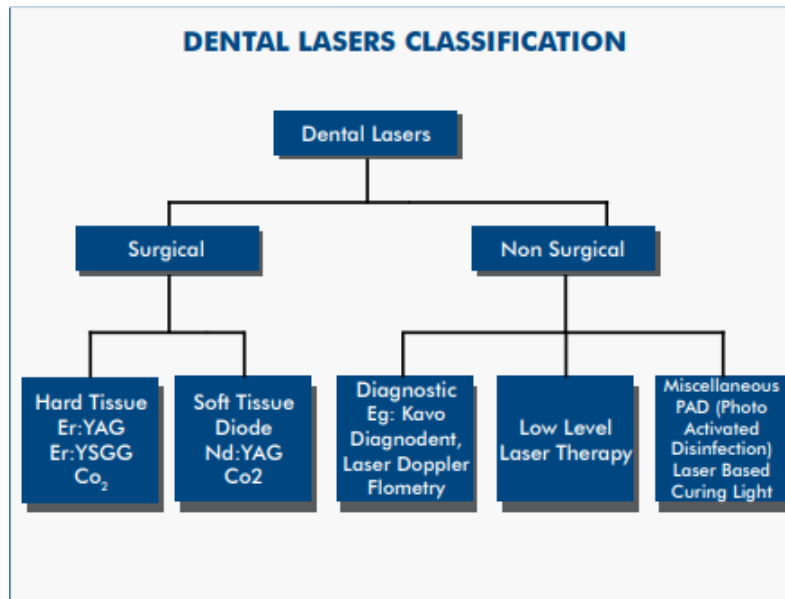 DENTAL LASERS CLASSIFICATION
Dental Lasers
Surgical
Non Surgical
Hard Tissue
Er:YAG
Er:YSGG
Co₂
Soft Tissue
Diode
Nd:YAG
Co2
Diagnostic
Eg: Kavo
Diagnodent,
Laser Doppler
Flometry
Low Level
Laser Therapy
Miscellaneous
PAD (Photo
Activated
Disinfection)
Laser Based
Curing Light